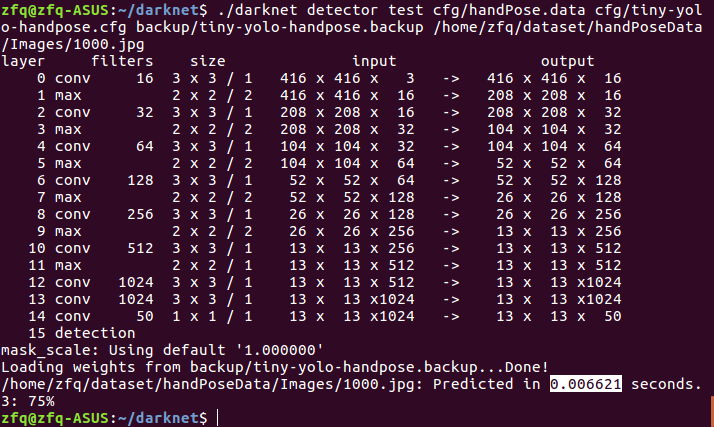 zfq@zfq-ASUS:~/darknet$ ./darknet detector test cfg/handPose.data cfg/tiny-yol
o-handpose.cfg backup/tiny-yolo-handpose.backup /home/zfq/dataset/handPoseData
/Images/1000.jpg
layer     filters    size              input                output
    0 conv     16  3 x 3 / 1   416 x 416 x   3   ->   416 x 416 x  16
    1 max          2 x 2 / 2   416 x 416 x  16   ->   208 x 208 x  16
    2 conv     32  3 x 3 / 1   208 x 208 x  16   ->   208 x 208 x  32
    3 max          2 x 2 / 2   208 x 208 x  32   ->   104 x 104 x  32
    4 conv     64  3 x 3 / 1   104 x 104 x  32   ->   104 x 104 x  64
    5 max          2 x 2 / 2   104 x 104 x  64   ->    52 x  52 x  64
    6 conv    128  3 x 3 / 1    52 x  52 x  64   ->    52 x  52 x 128
    7 max          2 x 2 / 2    52 x  52 x 128   ->    26 x  26 x 128
    8 conv    256  3 x 3 / 1    26 x  26 x 128   ->    26 x  26 x 256
    9 max          2 x 2 / 2    26 x  26 x 256   ->    13 x  13 x 256
   10 conv    512  3 x 3 / 1    13 x  13 x 256   ->    13 x  13 x 512
   11 max          2 x 2 / 1    13 x  13 x 512   ->    13 x  13 x 512
   12 conv   1024  3 x 3 / 1    13 x  13 x 512   ->    13 x  13 x1024
   13 conv   1024  3 x 3 / 1    13 x  13 x1024   ->    13 x  13 x1024
   14 conv     50  1 x 1 / 1    13 x  13 x1024   ->    13 x  13 x  50
   15 detection
mask_scale: Using default '1.000000'
Loading weights from backup/tiny-yolo-handpose.backup...Done!
/home/zfq/dataset/handPoseData/Images/1000.jpg: Predicted in 0.006621 seconds.
3: 75%
zfq@zfq-ASUS:~/darknet$